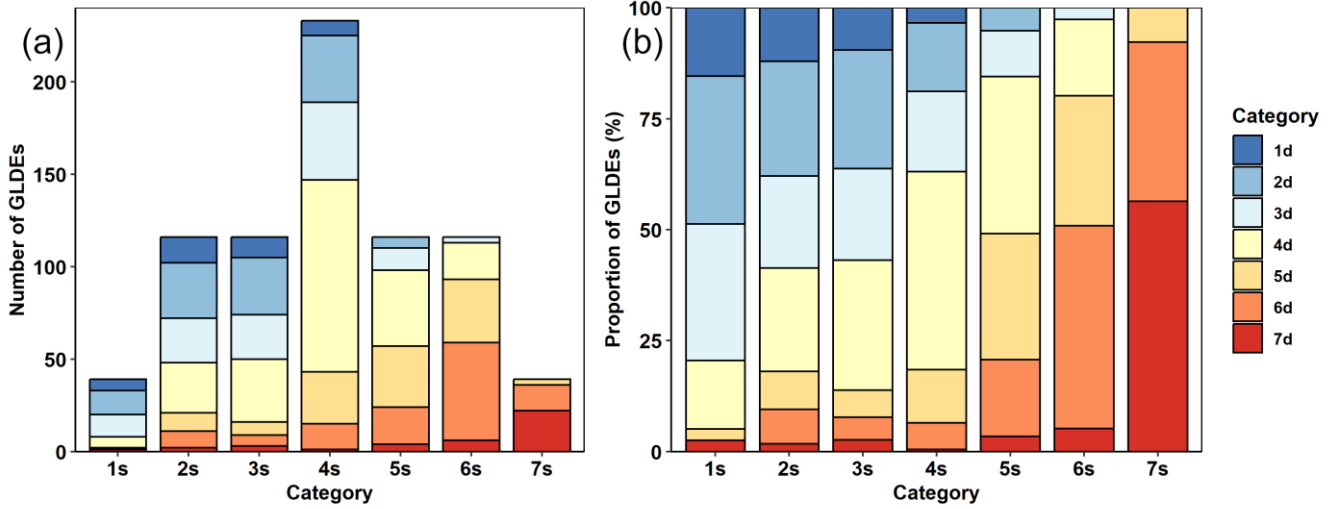 (a)
Number of GLDEs
200
150
100
50
0
1s 2s 3s 4s 5s 6s 7s
Category
(b)
Proportion of GLDEs (%)
100
75
50
25
0
1s 2s 3s 4s 5s 6s 7s
Category
Category
1d
2d
3d
4d
5d
6d
7d